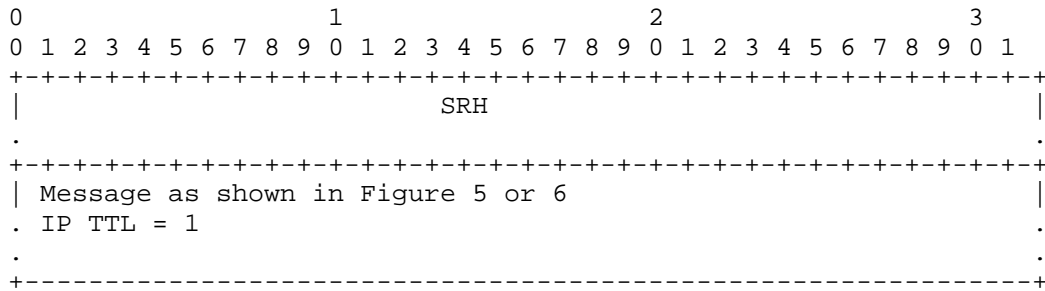 0                   1                   2                   3
0 1 2 3 4 5 6 7 8 9 0 1 2 3 4 5 6 7 8 9 0 1 2 3 4 5 6 7 8 9 0 1
+-+-+-+-+-+-+-+-+-+-+-+-+-+-+-+-+-+-+-+-+-+-+-+-+-+-+-+-+-+-+-+-+
|                          SRH                                  |
.                                                               .
+-+-+-+-+-+-+-+-+-+-+-+-+-+-+-+-+-+-+-+-+-+-+-+-+-+-+-+-+-+-+-+-+
| Message as shown in Figure 5 or 6                             |
. IP TTL = 1                                                    .
.                                                               .
+---------------------------------------------------------------+